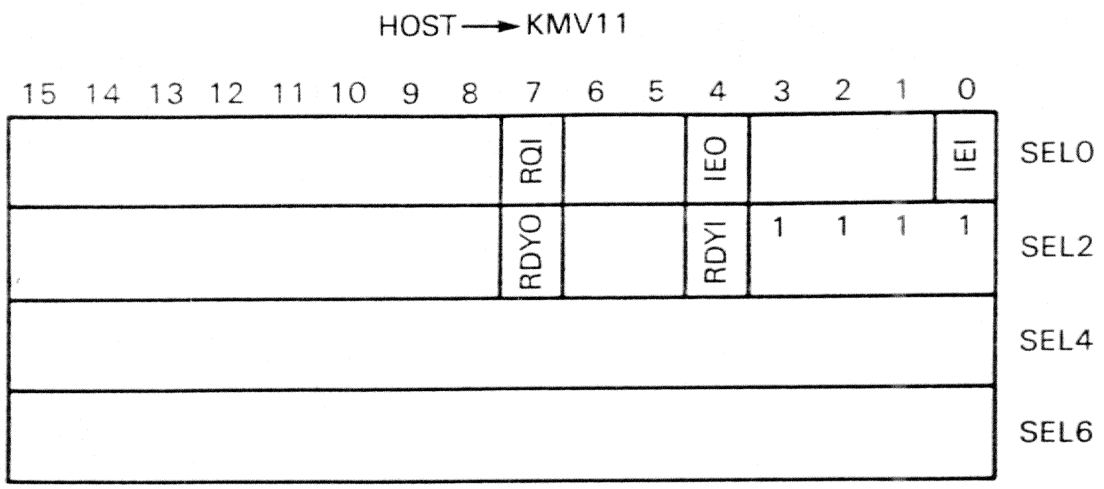 HOST → KMV11
15 14 13 12 11 10 9 8 7 6 5 4 3 2 1 0
RQI IEO IEI SEL0
RDYO RDYI 1 1 1 1 SEL2
SEL4
SEL6